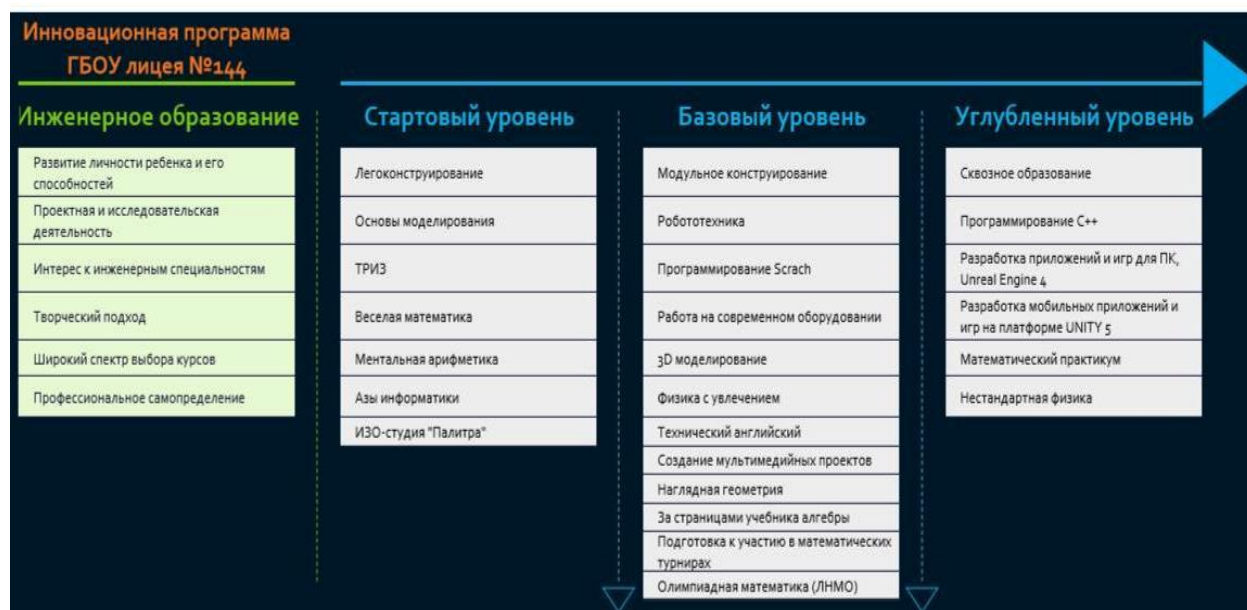 Инновационная программа
ГБОУ лицея №144
Инженерное образование
Развитие личности ребенка и его
способностей
Проектная и исследовательская
деятельность
Интерес к инженерным специальностям
Творческий подход
Широкий спектр выбора курсов
Профессиональное самопределение
Стартовый уровень
Легоконструирование
Основы моделирования
ТРИЗ
Веселая математика
Ментальная арифметика
Азы информатики
ИЗО-студия "Палитра"
Базовый уровень
Модульное конструирование
Робототехника
Программирование Scrach
Работа на современном оборудовании
3D моделирование
Физика с увлечением
Технический английский
Создание мультимедийных проектов
Наглядная геометрия
За страницами учебника алгебры
Подготовка к участию в математических
турнирах
Олимпиадная математика (ЛНМО)
Углубленный уровень
Сквозное образование
Программирование С++
Разработка приложений и игр для ПК,
Unreal Engine 4
Разработка мобильных приложений и
игр на платформе UNITY 5
Математический практикум
Нестандартная физика